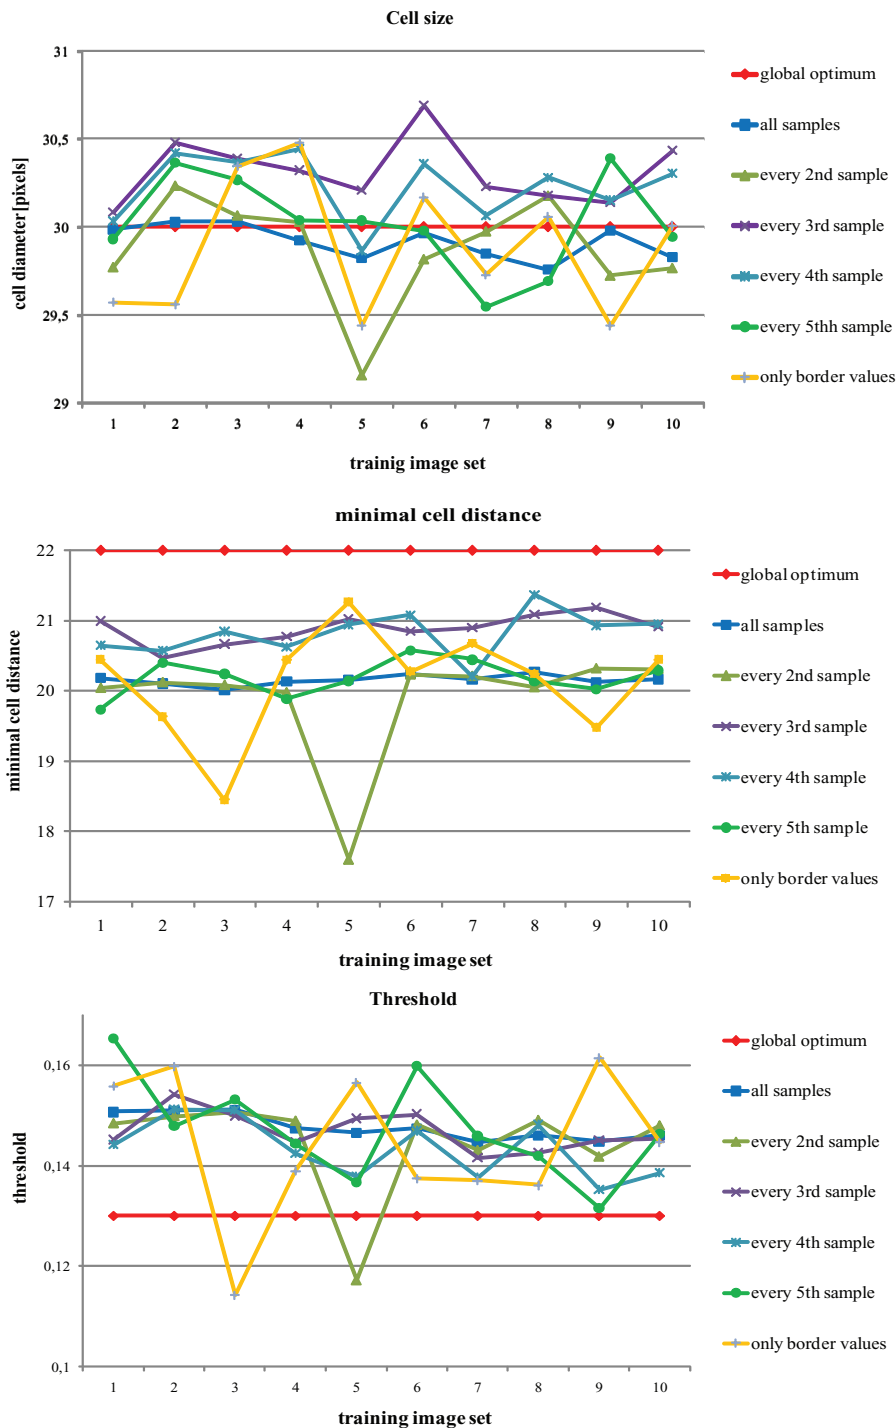 Cell size
31
30,5
30
29,5
29
cell diameter[pixels]
1 2 3 4 5 6 7 8 9 10
trainig image set
global optimum
all samples
every 2nd sample
every 3rd sample
every 4th sample
every 5thh sample
only border values
minimal cell distance
22
21
20
19
18
17
minimal cell distance
1 2 3 4 5 6 7 8 9 10
training image set
global optimum
all samples
every 2nd sample
every 3rd sample
every 4th sample
every 5th sample
only border values
Threshold
0,16
0,14
0,12
0,1
threshold
1 2 3 4 5 6 7 8 9 10
training image set
global optimum
all samples
every 2nd sample
every 3rd sample
every 4th sample
every 5th sample
only border values